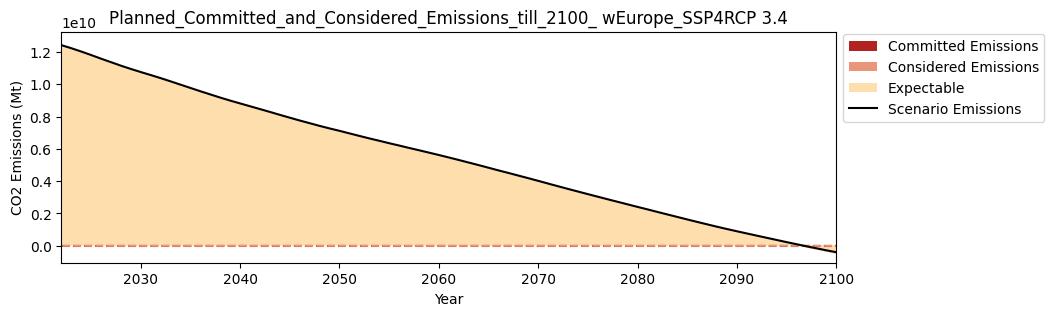 Planned_Committed_and_Considered_Emissions_till_2100_ wEurope_SSP4RCP 3.4
1e10
1.2
1.0
0.8
0.6
0.4
0.2
0.0
CO2 Emissions (Mt)
2030 2040 2050 2060 2070 2080 2090 2100
Year
Committed Emissions
Considered Emissions
Expectable
Scenario Emissions